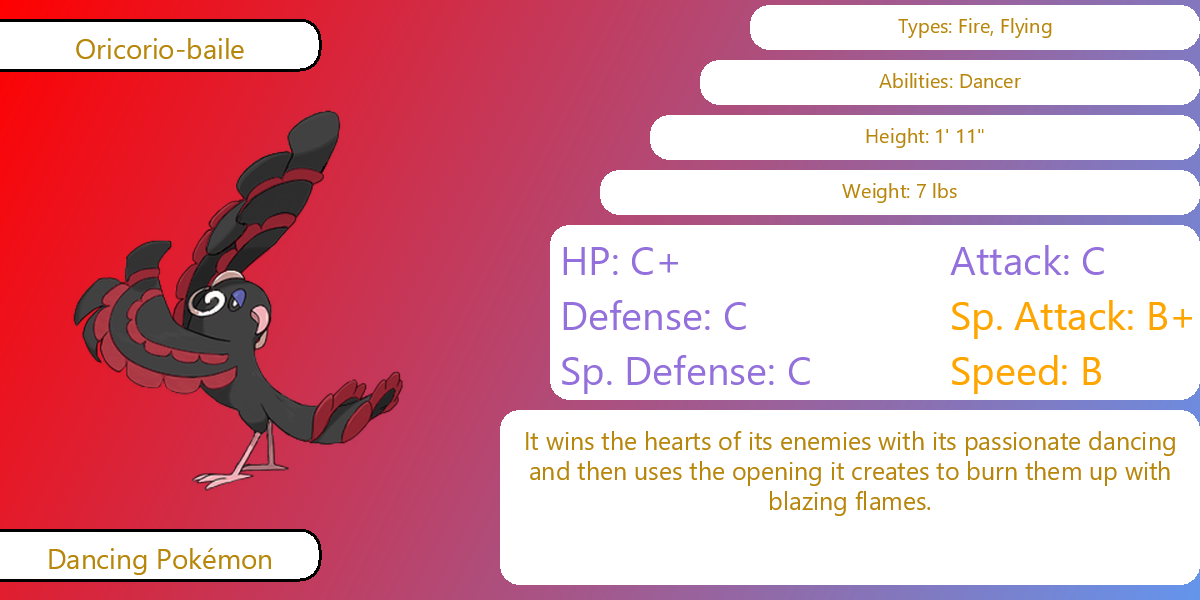 Oricorio-baile
Types: Fire, Flying
Abilities: Dancer
Height: 1' 11"
Weight: 7 lbs
HP: C+ Attack: C
Defense: C Sp. Attack: B+
Sp. Defense: C Speed: B
It wins the hearts of its enemies with its passionate dancing
and then uses the opening it creates to burn them up with
blazing flames.
Dancing Pokémon